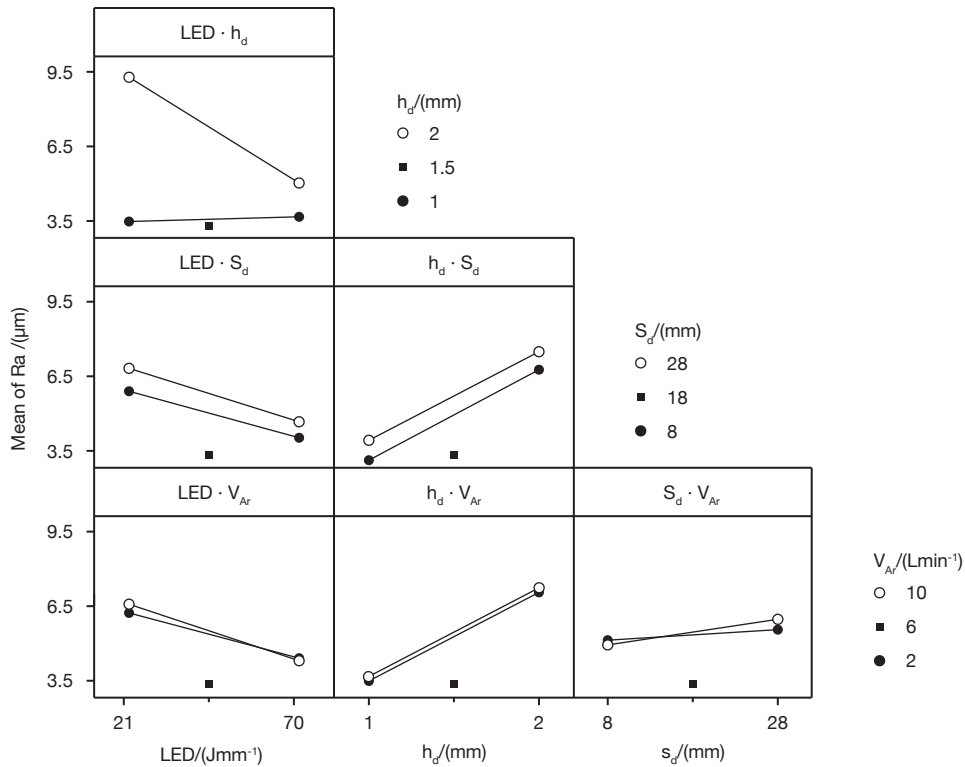 LED · h_d
9.5
6.5
3.5
h_d/(mm)
2
1.5
1
LED · S_d
h_d · S_d
9.5
6.5
3.5
S_d/(mm)
28
18
8
Mean of Ra /(μm)
LED · V_Ar
h_d · V_Ar
S_d · V_Ar
9.5
6.5
3.5
V_Ar/(Lmin⁻¹)
10
6
2
21 70
1 2
8 28
LED/(Jmm⁻¹)
h_d/(mm)
s_d/(mm)